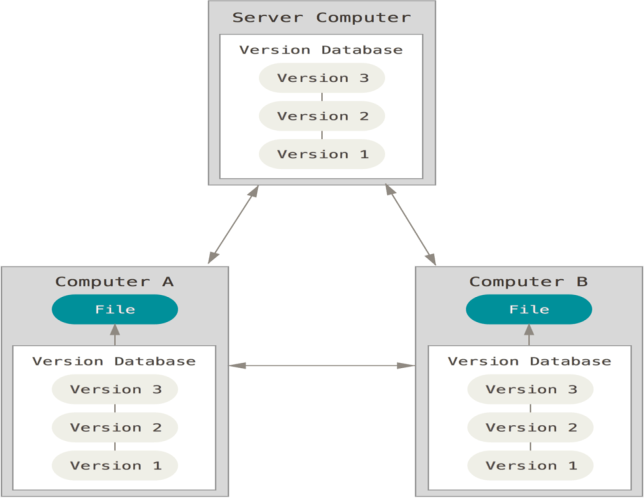 Server Computer
Version Database
Version 3
Version 2
Version 1
Computer A
File
Version Database
Version 3
Version 2
Version 1
Computer B
File
Version Database
Version 3
Version 2
Version 1